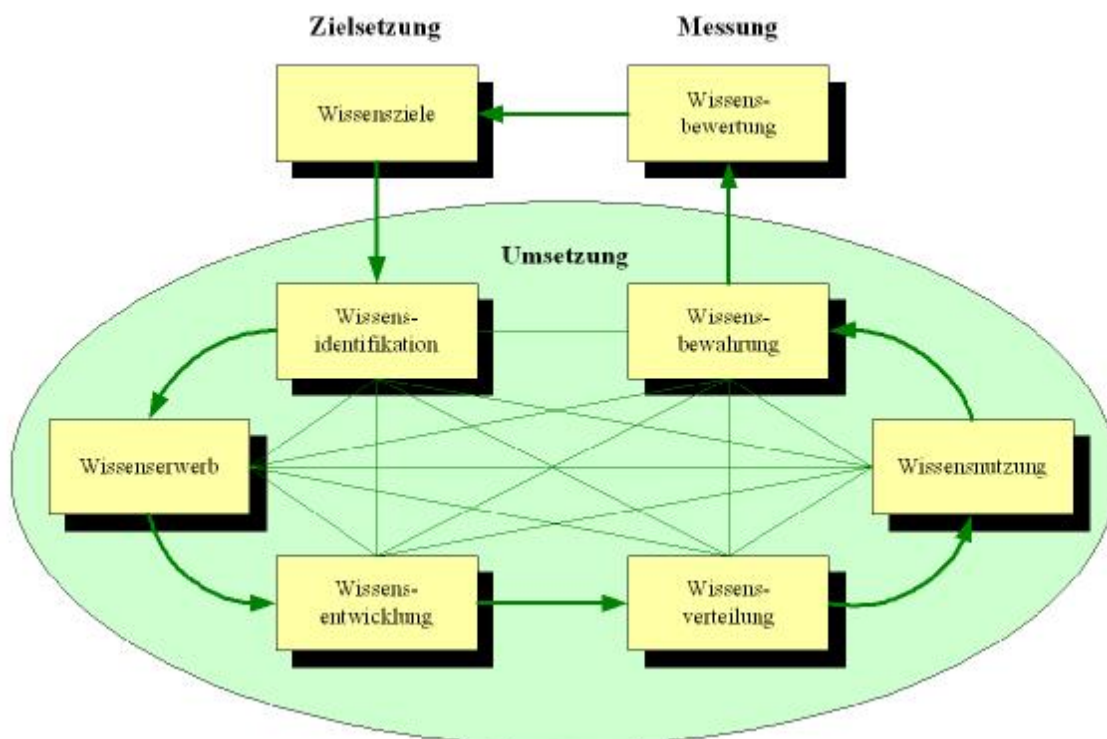 Zielsetzung
Messung
Wissensziele
Wissens-
bewertung
Umsetzung
Wissens-
identifikation
Wissens-
bewahrung
Wissenserwerb
Wissensnutzung
Wissens-
entwicklung
Wissens-
verteilung